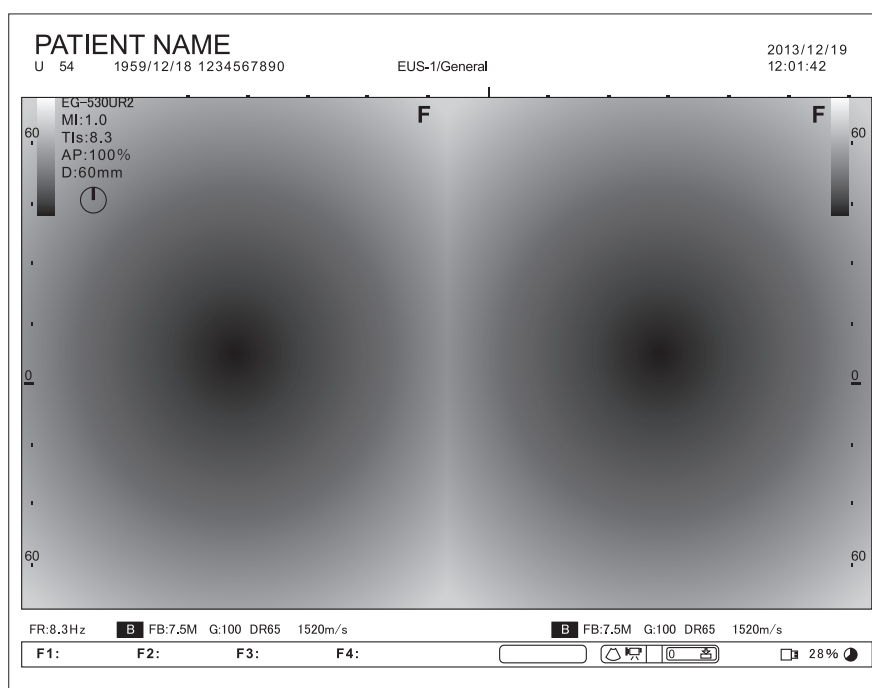 PATIENT NAME
U 54 1959/12/18 1234567890 EUS-1/General
2013/12/19
12:01:42
EG-530UR2
MI:1.0
TIs:8.3
AP:100%
D:60mm
F F
60 60
0 0
60 60
FR:8.3Hz B FB:7.5M G:100 DR65 1520m/s B FB:7.5M G:100 DR65 1520m/s
F1: F2: F3: F4: 0 28%